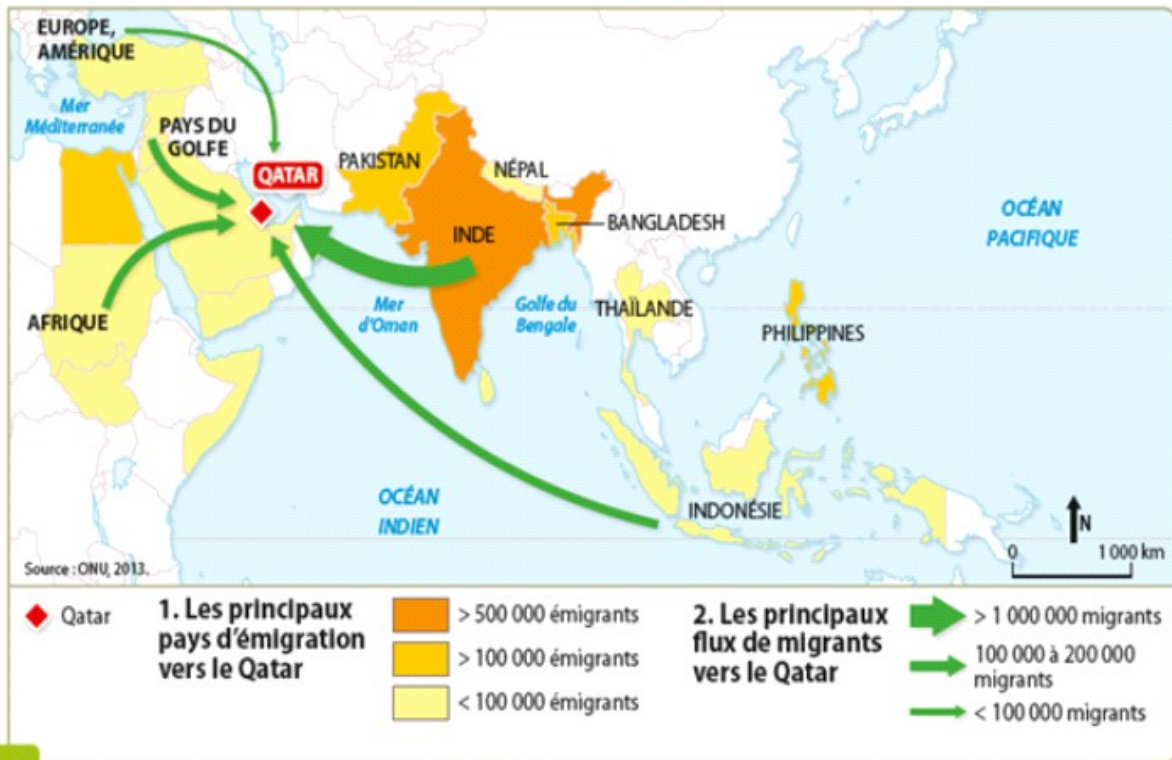 EUROPE,
AMÉRIQUE
Mer
Méditerranée
PAYS DU
GOLFE
QATAR
PAKISTAN
NÉPAL
BANGLADESH
INDE
OCÉAN
PACIFIQUE
AFRIQUE
Mer
d'Oman
Golfe du
Bengale
THAÏLANDE
PHILIPPINES
OCÉAN
INDIEN
INDONÉSIE
N
0 1 000 km
Source : ONU, 2013.
Qatar
1. Les principaux
pays d'émigration
vers le Qatar
> 500 000 émigrants
> 100 000 émigrants
< 100 000 émigrants
2. Les principaux
flux de migrants
vers le Qatar
> 1 000 000 migrants
100 000 à 200 000
migrants
< 100 000 migrants